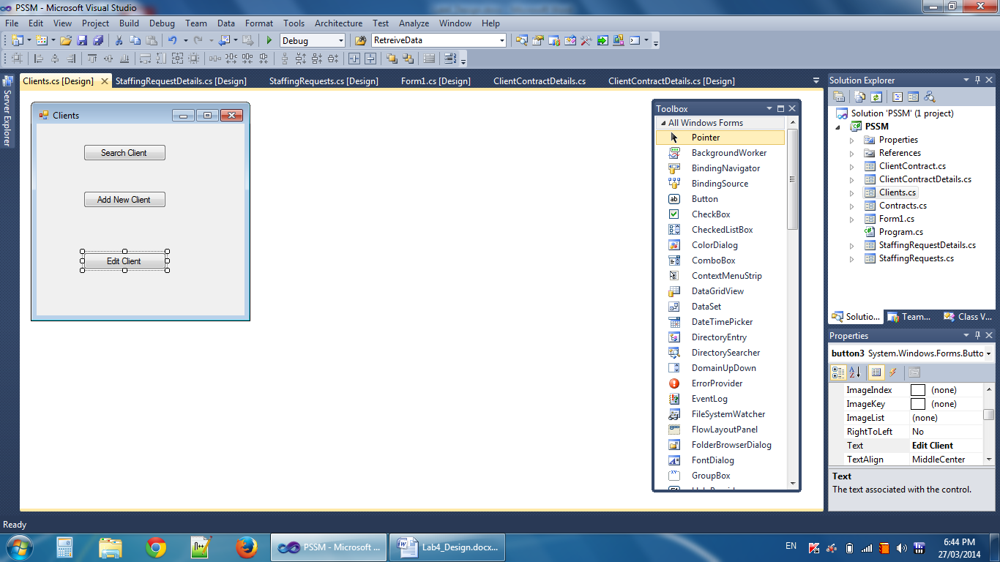 PSSM - Microsoft Visual Studio
File Edit View Project Build Debug Team Data Format Tools Architecture Test Analyze Window Help
Debug RetreiveData
Clients.cs [Design] StaffingRequestDetails.cs [Design] StaffingRequests.cs [Design] Form1.cs [Design] ClientContractDetails.cs ClientContractDetails.cs [Design]
Server Explorer
Clients
Search Client
Add New Client
Edit Client
Toolbox
All Windows Forms
Pointer
BackgroundWorker
BindingNavigator
BindingSource
Button
CheckBox
CheckedListBox
ColorDialog
ComboBox
ContextMenuStrip
DataGridView
DataSet
DateTimePicker
DirectoryEntry
DirectorySearcher
DomainUpDown
ErrorProvider
EventLog
FileSystemWatcher
FlowLayoutPanel
FolderBrowserDialog
FontDialog
GroupBox
Solution Explorer
Solution 'PSSM' (1 project)
PSSM
Properties
References
ClientContract.cs
ClientContractDetails.cs
Clients.cs
Contracts.cs
Form1.cs
Program.cs
StaffingRequestDetails.cs
StaffingRequests.cs
Solutio... Team... Class V...
Properties
button3 System.Windows.Forms.Butto
ImageIndex (none)
ImageKey (none)
ImageList (none)
RightToLeft No
Text Edit Client
TextAlign MiddleCenter
Text
The text associated with the control.
Ready
PSSM - Microsoft ... Lab4_Design.docx... EN 6:44 PM
27/03/2014